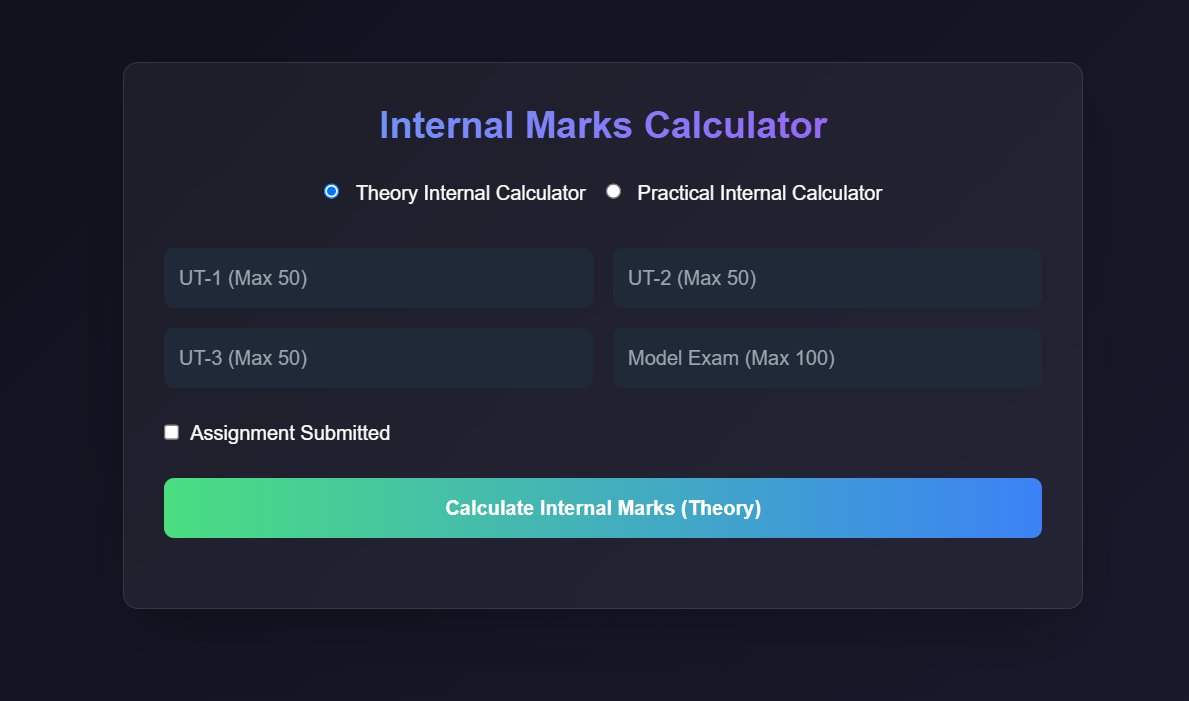 Internal Marks Calculator
Theory Internal Calculator Practical Internal Calculator
UT-1 (Max 50) UT-2 (Max 50)
UT-3 (Max 50) Model Exam (Max 100)
Assignment Submitted
Calculate Internal Marks (Theory)